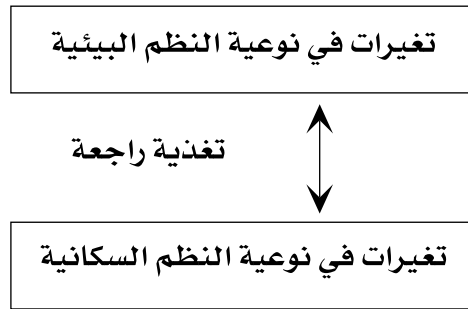 تغيرات في نوعية النظم البيئية
تغذية راجعة
تغيرات في نوعية النظم السكانية